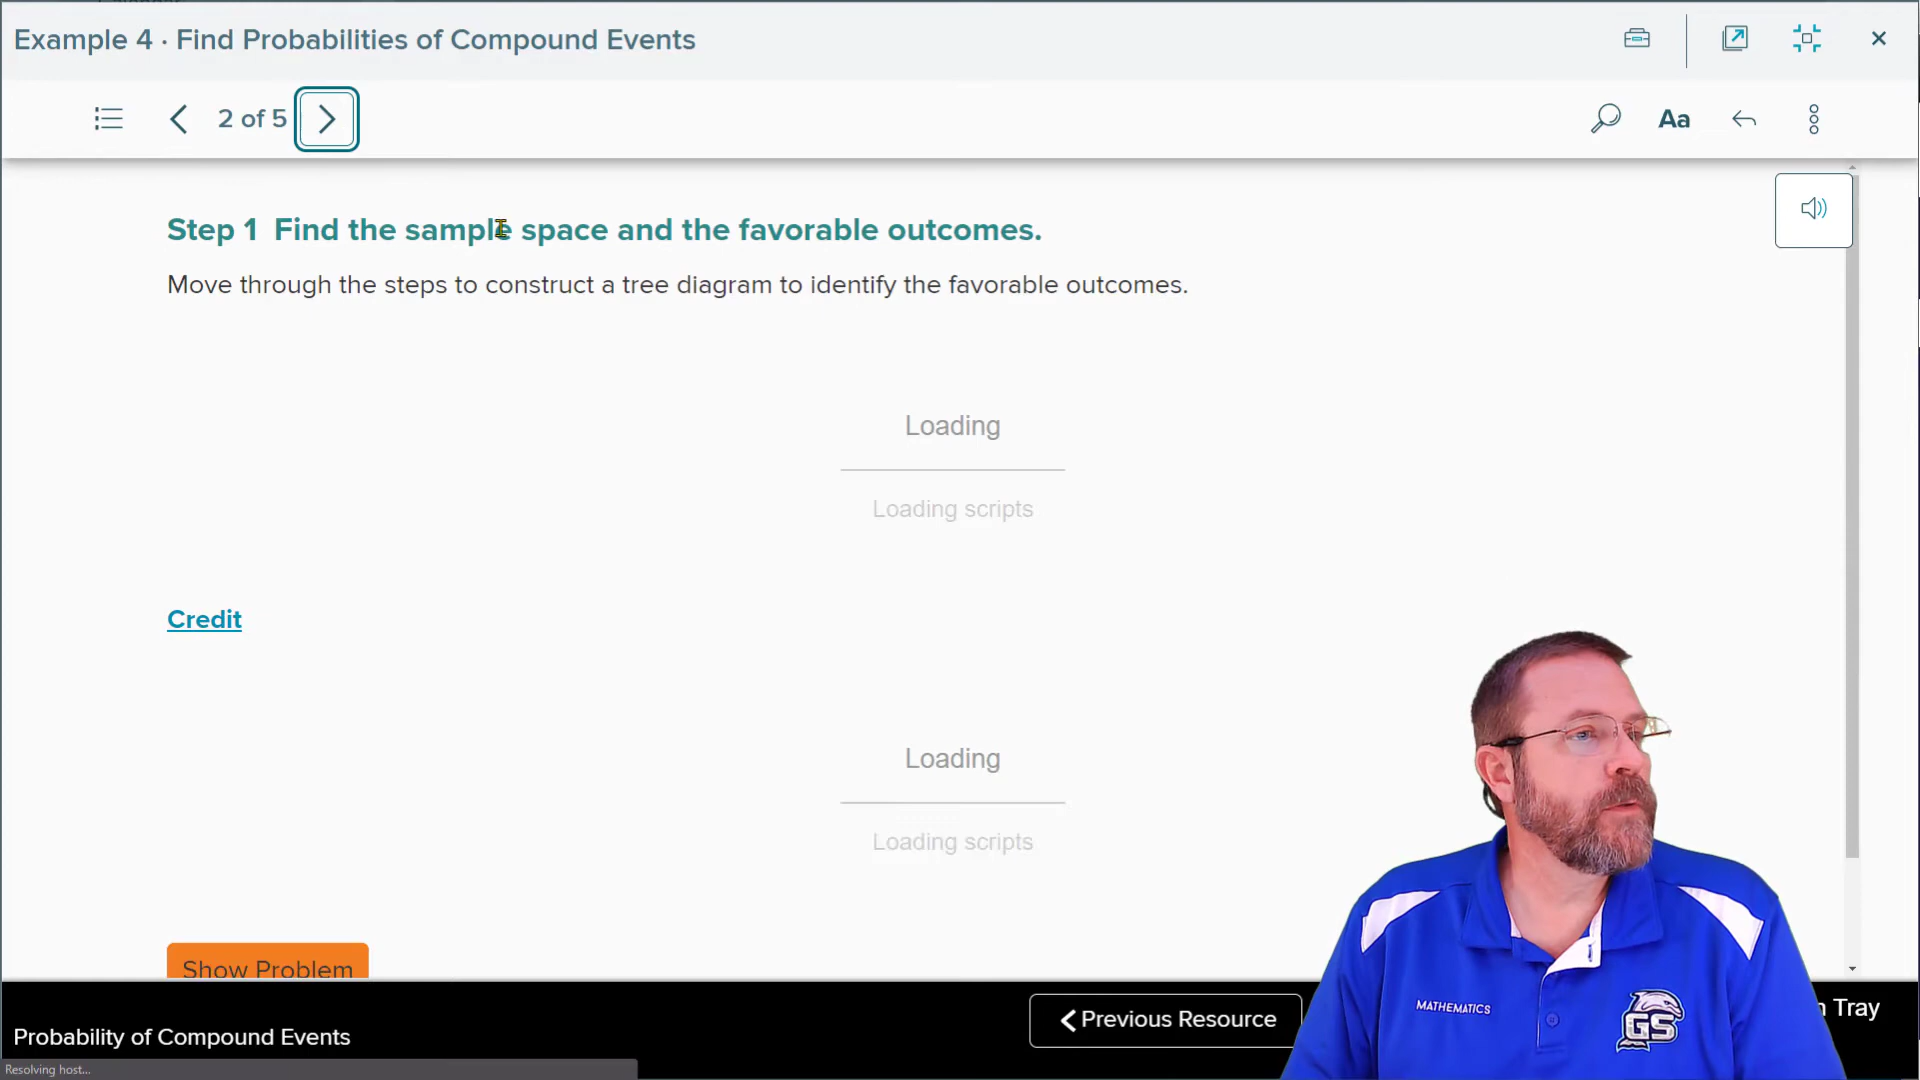 Example 4 · Find Probabilities of Compound Events
2 of 5
Aa
Step 1 Find the sample space and the favorable outcomes.
Move through the steps to construct a tree diagram to identify the favorable outcomes.
Loading
Loading scripts
Credit
Loading
Loading scripts
Show Problem
Previous Resource
Tray
Probability of Compound Events
Resolving host...
MATHEMATICS
GS